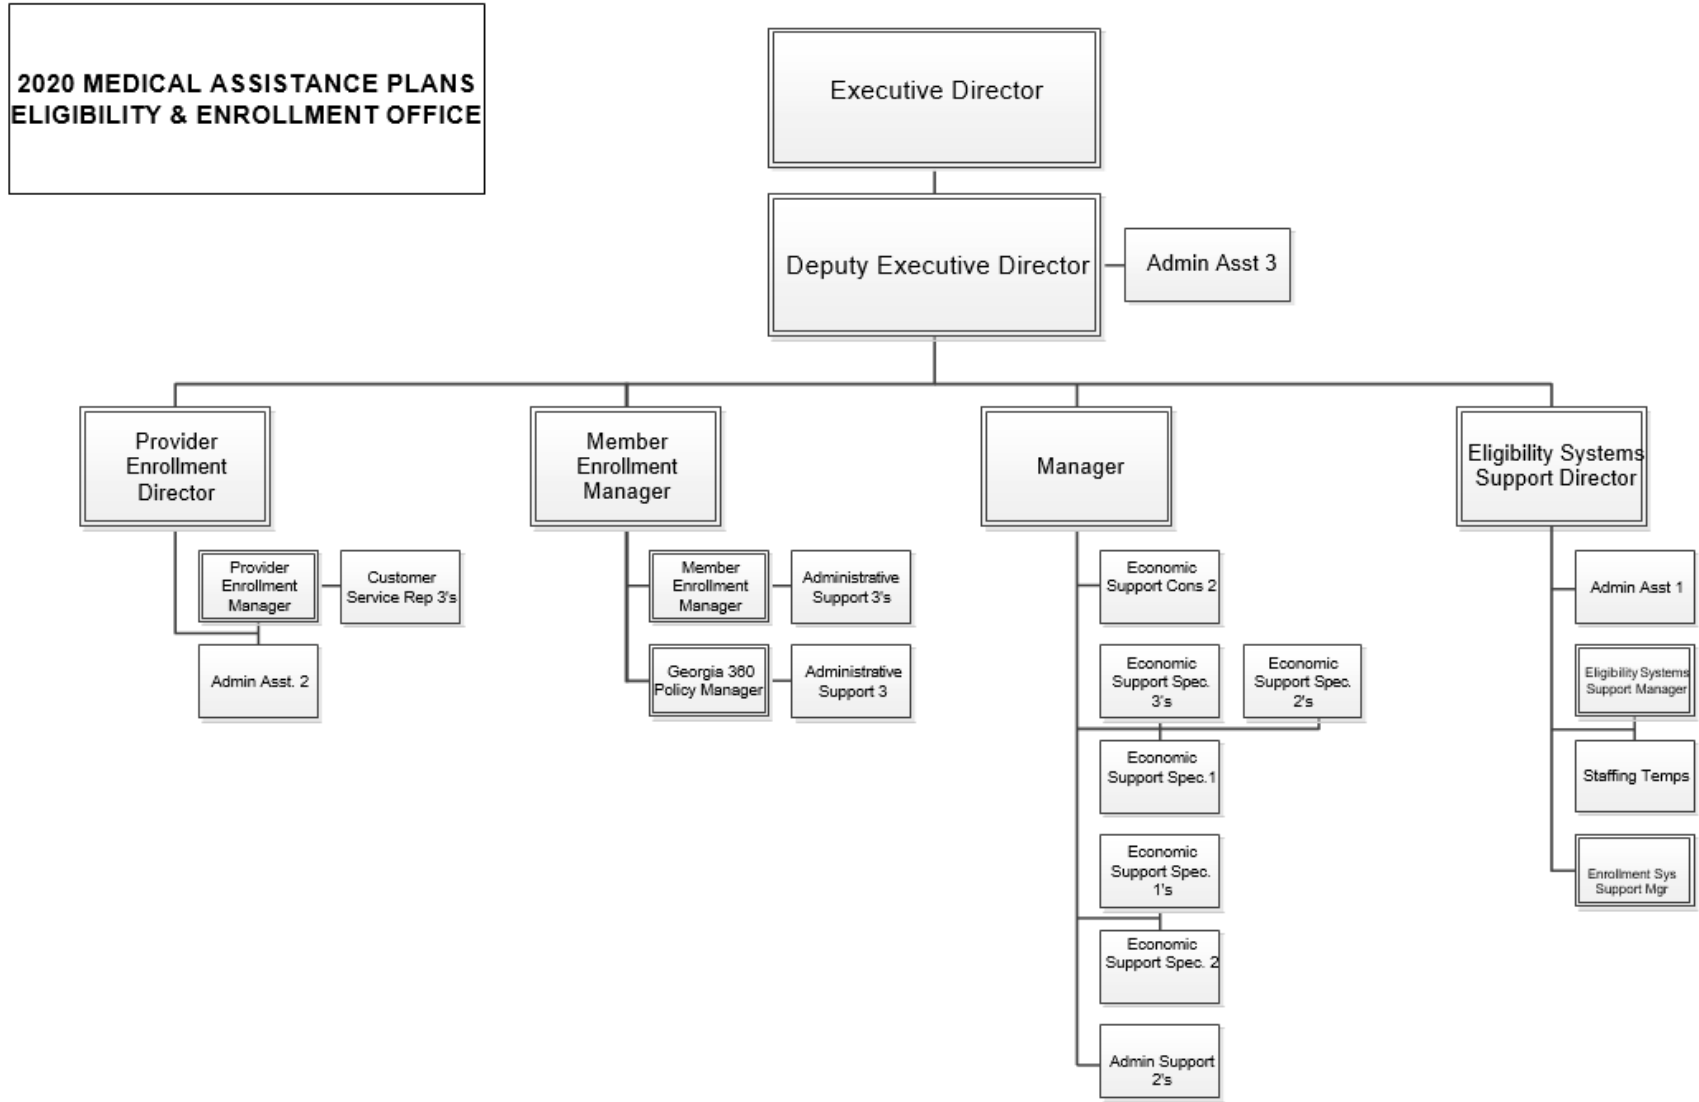 2020 MEDICAL ASSISTANCE PLANS
ELIGIBILITY & ENROLLMENT OFFICE
Executive Director
Deputy Executive Director
Admin Asst 3
Provider
Enrollment
Director
Member
Enrollment
Manager
Manager
Eligibility Systems
Support Director
Provider
Enrollment
Manager
Customer
Service Rep 3's
Admin Asst. 2
Member
Enrollment
Manager
Administrative
Support 3's
Georgia 360
Policy Manager
Administrative
Support 3
Economic
Support Cons 2
Economic
Support Spec.
3's
Economic
Support Spec.
2's
Economic
Support Spec.1
Economic
Support Spec.
1's
Economic
Support Spec. 2
Admin Support
2's
Admin Asst 1
Eligibility Systems
Support Manager
Staffing Temps
Enrollment Sys
Support Mgr